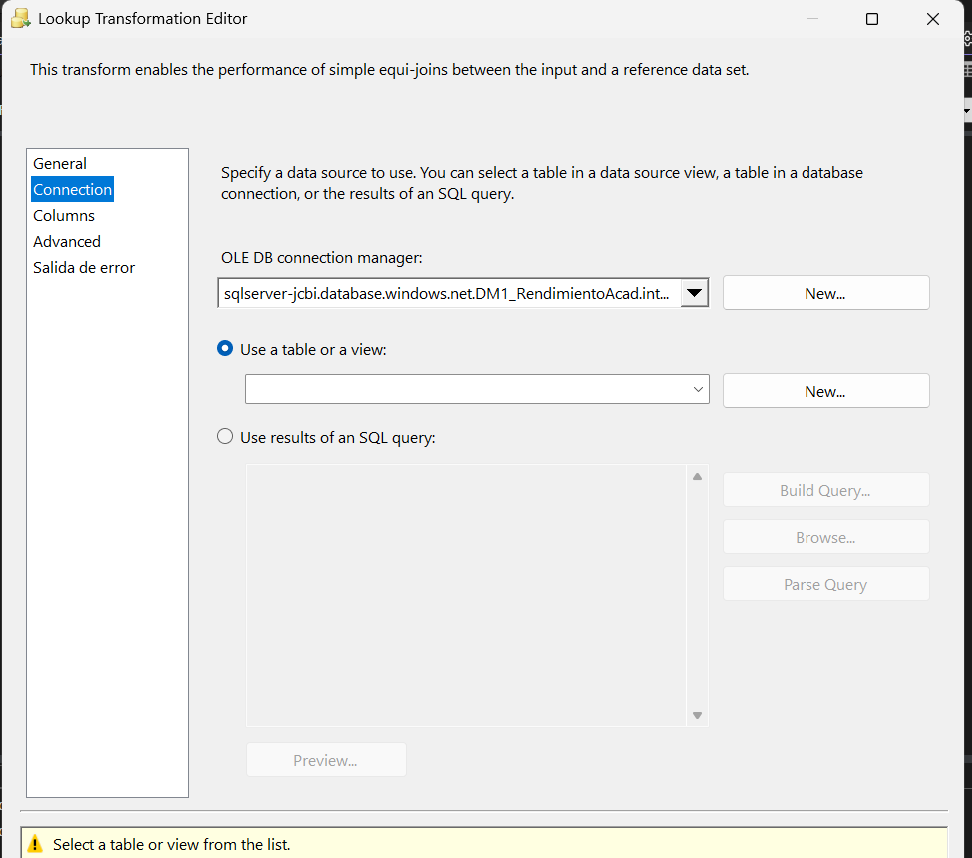 Lookup Transformation Editor
This transform enables the performance of simple equi-joins between the input and a reference data set.
General
Connection
Columns
Advanced
Salida de error
Specify a data source to use. You can select a table in a data source view, a table in a database
connection, or the results of an SQL query.
OLE DB connection manager:
sqlserver-jcbi.database.windows.net.DM1_RendimientoAcad.int...
New...
Use a table or a view:
New...
Use results of an SQL query:
Build Query...
Browse...
Parse Query
Preview...
Select a table or view from the list.